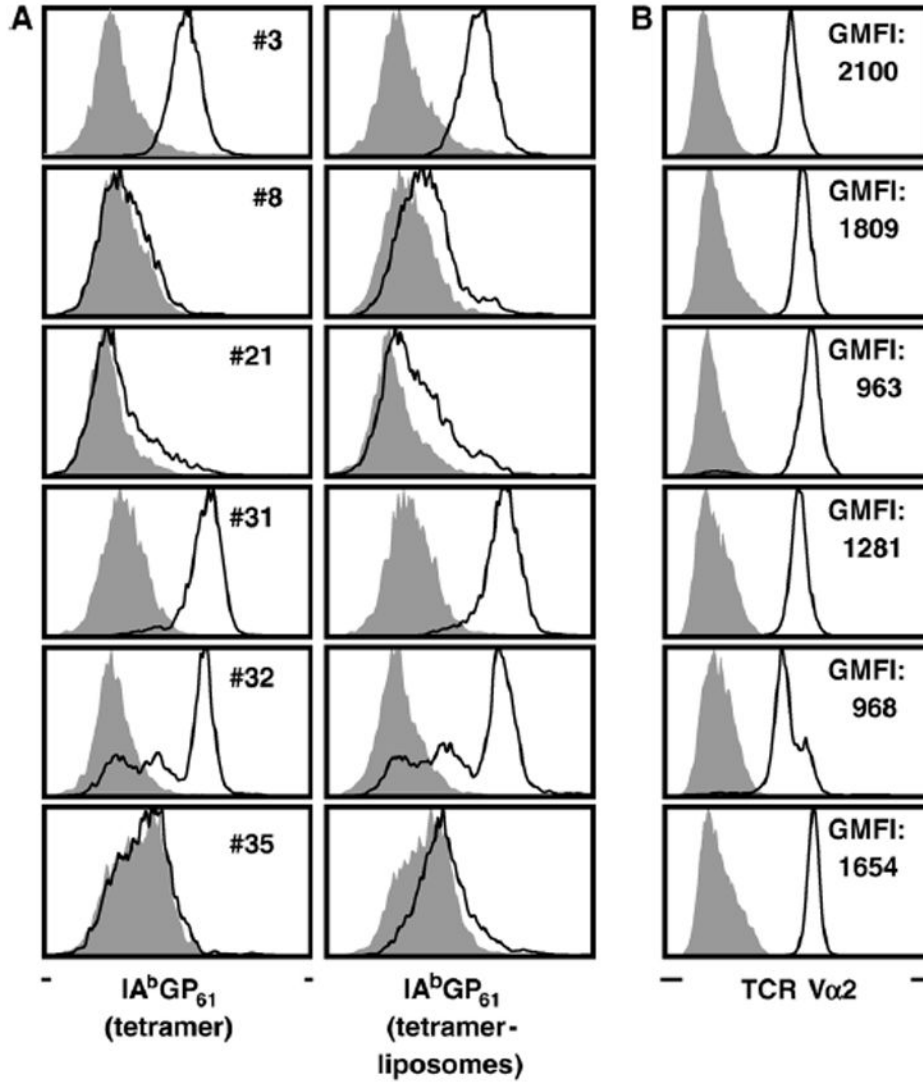 A
B
#3
GMFI:
2100
#8
GMFI:
1809
#21
GMFI:
963
#31
GMFI:
1281
#32
GMFI:
968
#35
GMFI:
1654
IAᵇGP₆₁
(tetramer)
IAᵇGP₆₁
(tetramer-
liposomes)
TCR Vα2